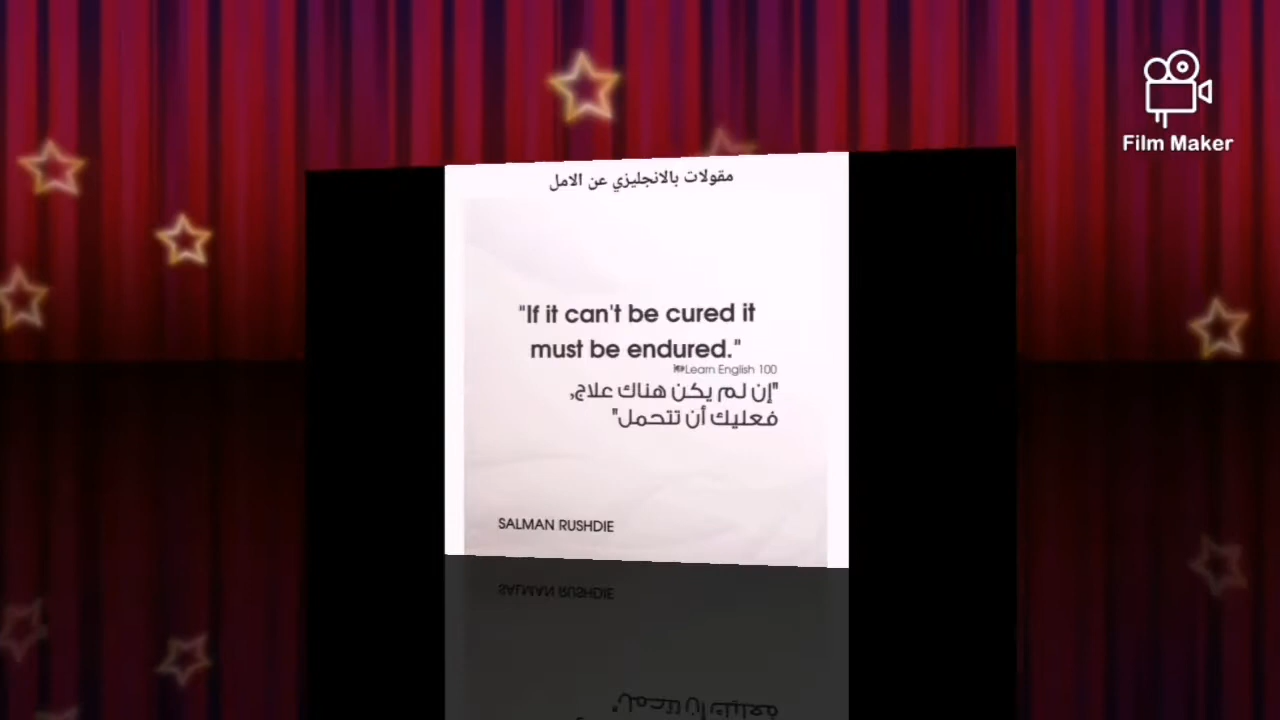 Film Maker
مقولات بالانجليزي عن الامل
"If it can't be cured it
must be endured."
Learn English 100
"إن لم يكن هناك علاج,
فعليك أن تتحمل"
SALMAN RUSHDIE